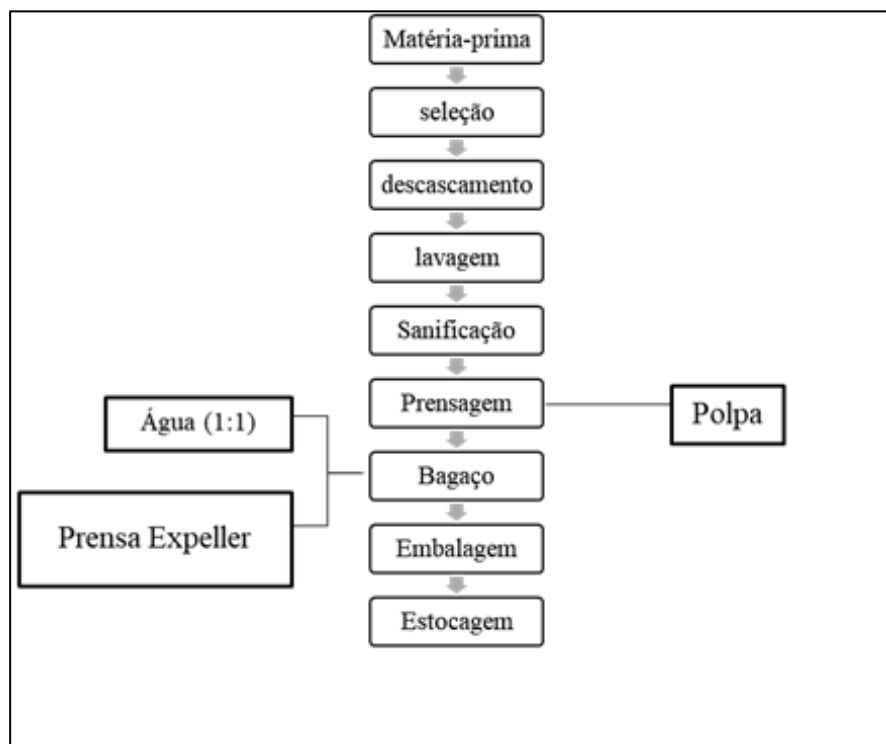 Matéria-prima
seleção
descascamento
lavagem
Sanificação
Prensagem
Polpa
Água (1:1)
Bagaço
Prensa Expeller
Embalagem
Estocagem